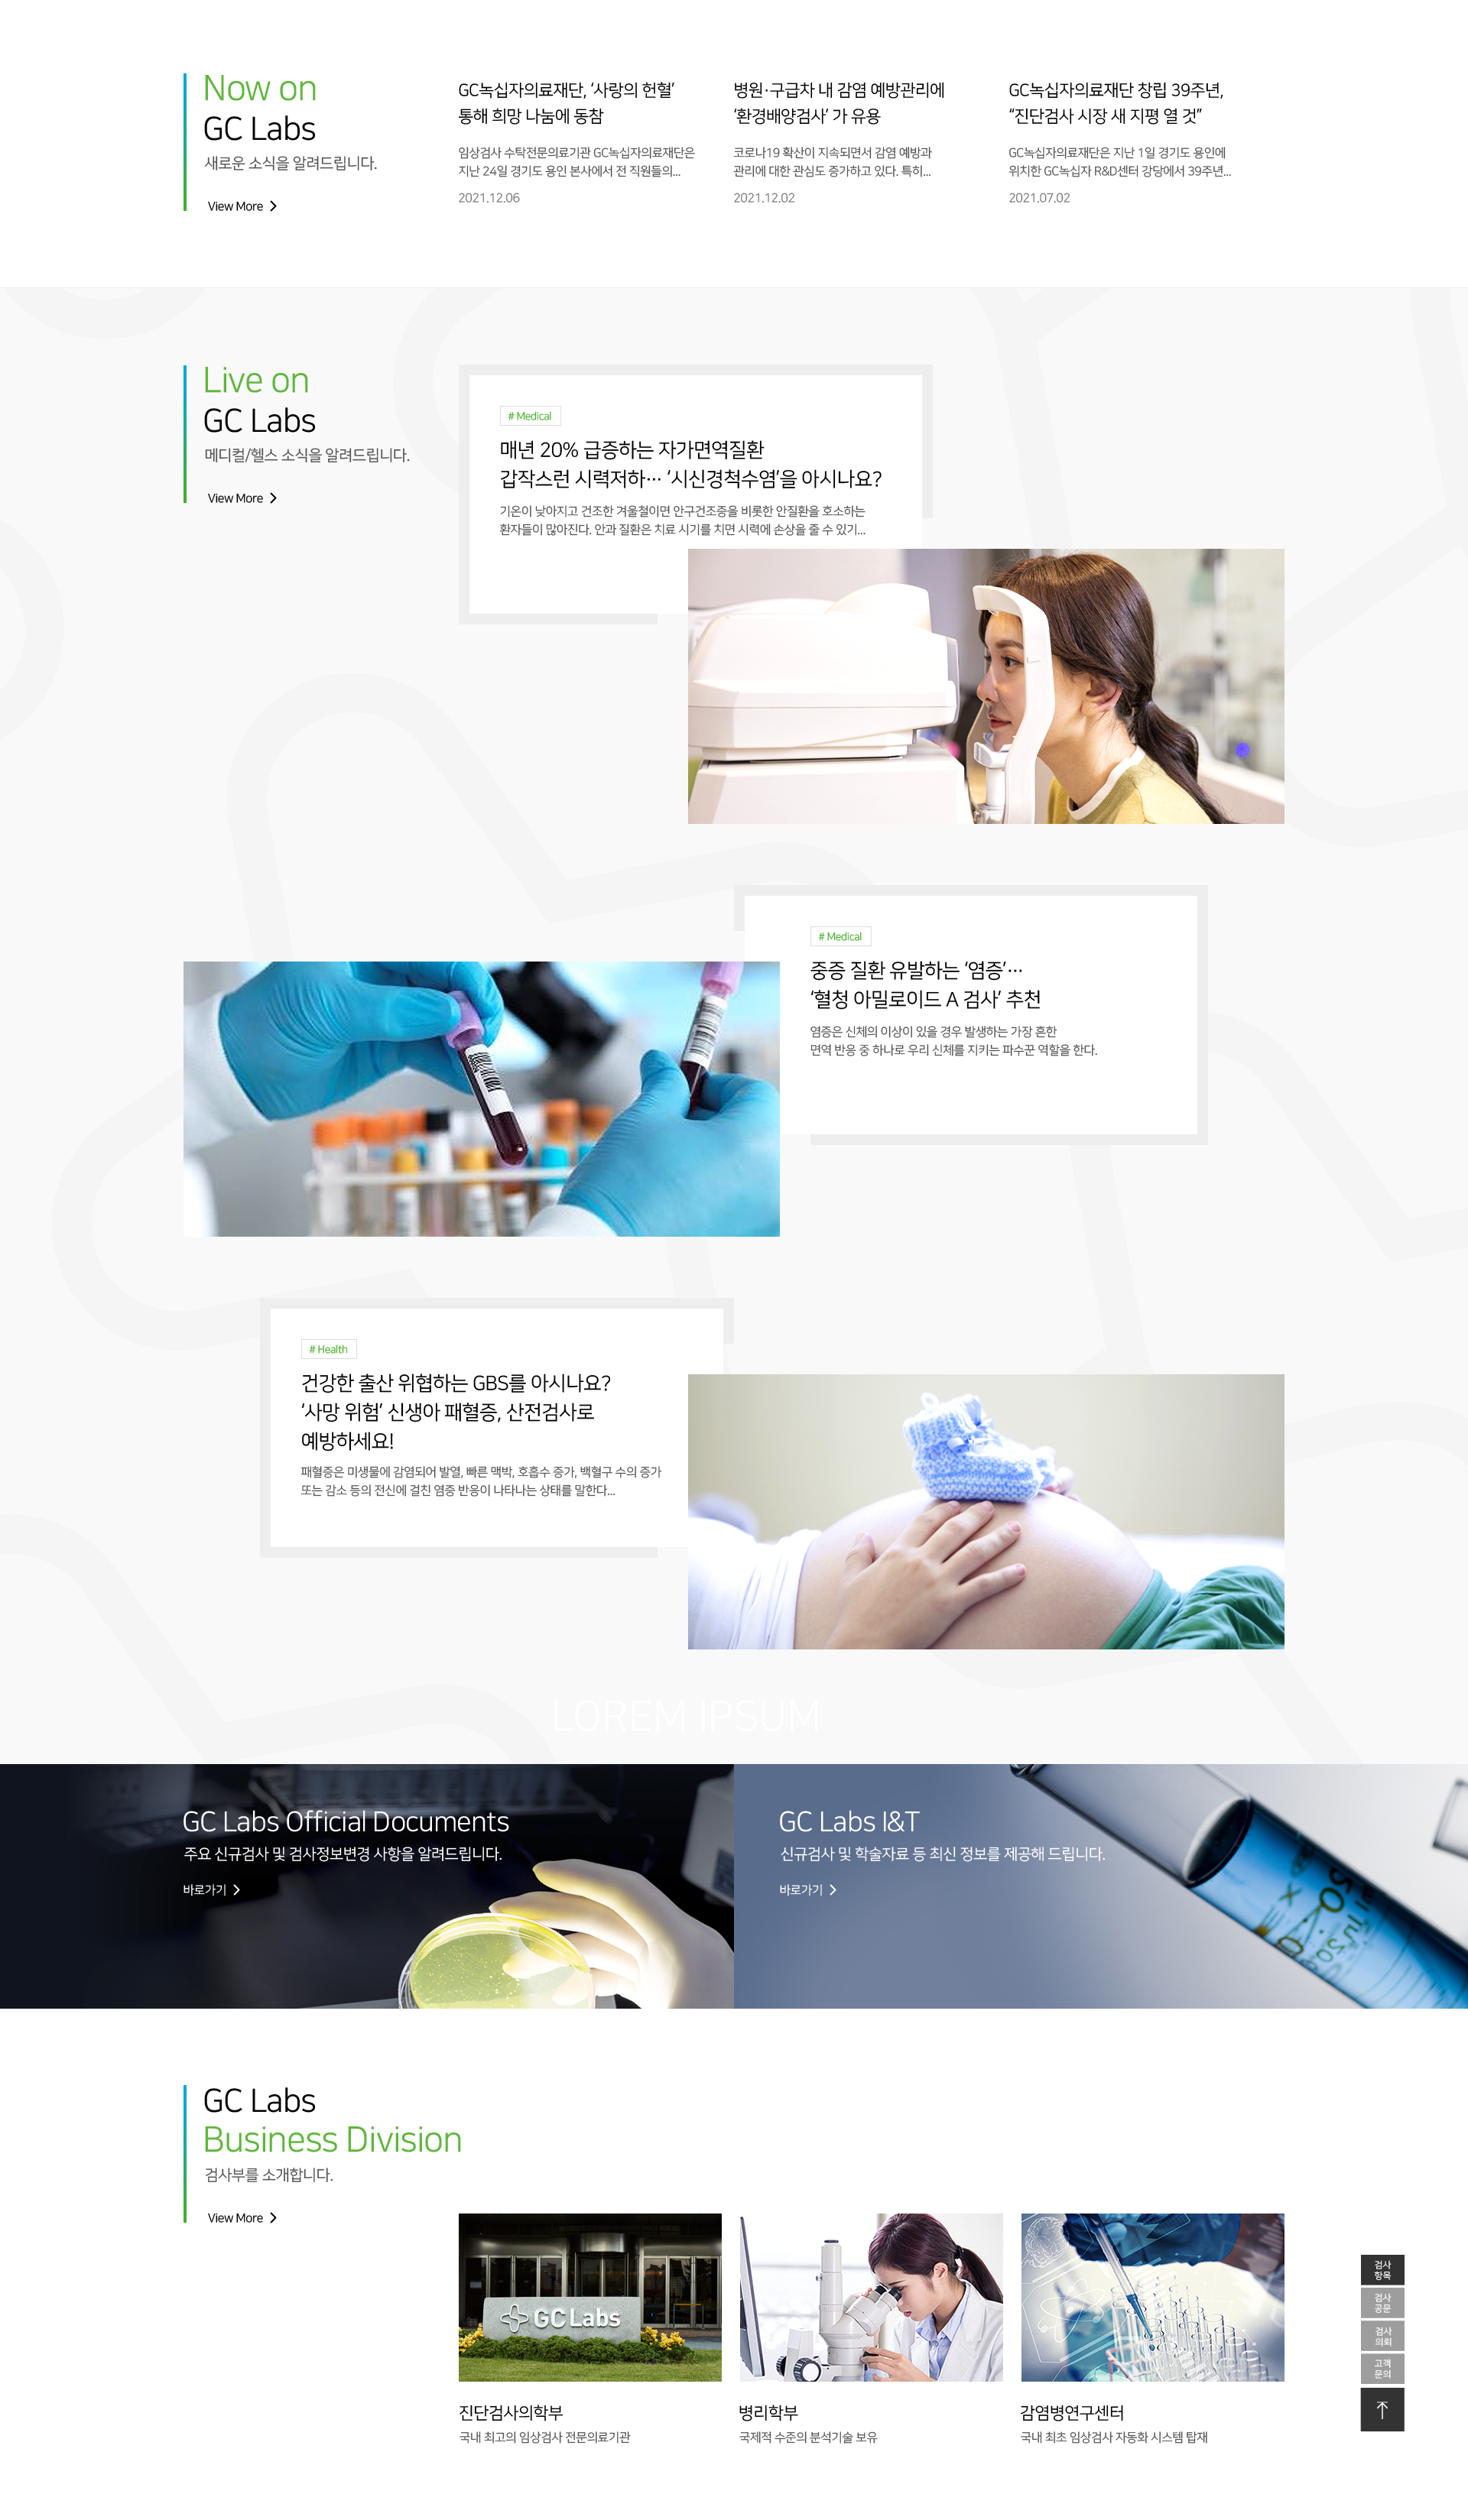 Now on
GC Labs
새로운 소식을 알려드립니다.
View More
GC녹십자의료재단, ‘사랑의 헌혈’
통해 희망 나눔에 동참
임상검사 수탁전문의료기관 GC녹십자의료재단은
지난 24일 경기도 용인 본사에서 전 직원들의...
2021.12.06
병원·구급차 내 감염 예방관리에
‘환경배양검사’ 가 유용
코로나19 확산이 지속되면서 감염 예방과
관리에 대한 관심도 증가하고 있다. 특히...
2021.12.02
GC녹십자의료재단 창립 39주년,
“진단검사 시장 새 지평 열 것”
GC녹십자의료재단은 지난 1일 경기도 용인에
위치한 GC녹십자 R&D센터 강당에서 39주년...
2021.07.02
Live on
GC Labs
메디컬/헬스 소식을 알려드립니다.
View More
# Medical
매년 20% 급증하는 자가면역질환
갑작스런 시력저하… ‘시신경척수염’을 아시나요?
기온이 낮아지고 건조한 겨울철이면 안구건조증을 비롯한 안질환을 호소하는
환자들이 많아진다. 안과 질환은 치료 시기를 치면 시력에 손상을 줄 수 있기...
# Medical
중증 질환 유발하는 ‘염증’…
‘혈청 아밀로이드 A 검사’ 추천
염증은 신체의 이상이 있을 경우 발생하는 가장 흔한
면역 반응 중 하나로 우리 신체를 지키는 파수꾼 역할을 한다.
# Health
건강한 출산 위협하는 GBS를 아시나요?
‘사망 위험’ 신생아 패혈증, 산전검사로
예방하세요!
패혈증은 미생물에 감염되어 발열, 빠른 맥박, 호흡수 증가, 백혈구 수의 증가
또는 감소 등의 전신에 걸친 염증 반응이 나타나는 상태를 말한다...
LOREM IPSUM
GC Labs Official Documents
주요 신규검사 및 검사정보변경 사항을 알려드립니다.
바로가기
GC Labs I&T
신규검사 및 학술자료 등 최신 정보를 제공해 드립니다.
바로가기
GC Labs
Business Division
검사부를 소개합니다.
View More
GC Labs
진단검사의학부
국내 최고의 임상검사 전문의료기관
병리학부
국제적 수준의 분석기술 보유
감염병연구센터
국내 최초 임상검사 자동화 시스템 탑재
검사
항목
검사
공문
검사
의뢰
고객
문의